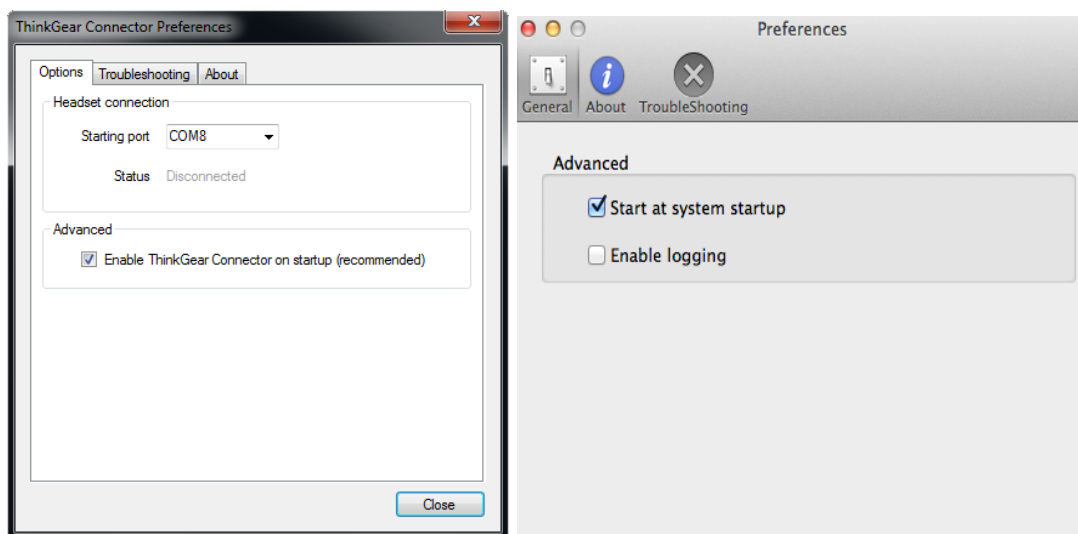 ThinkGear Connector Preferences
Options Troubleshooting About
Headset connection
Starting port COM8
Status Disconnected
Advanced
Enable ThinkGear Connector on startup (recommended)
Close
Preferences
General About TroubleShooting
Advanced
Start at system startup
Enable logging